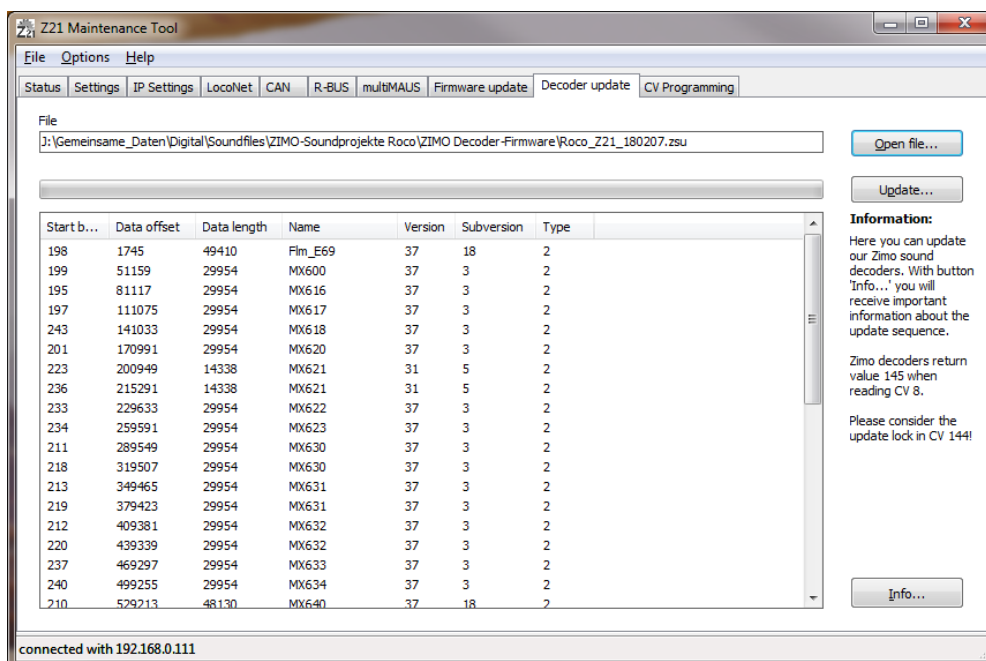 Z21 Maintenance Tool
File Options Help
Status Settings IP Settings LocoNet CAN R-BUS multiMAUS Firmware update Decoder update CV Programming
File
J:\Gemeinsame_Daten\Digital\Soundfiles\ZIMO-Soundprojekte Roco\ZIMO Decoder-Firmware\Roco_Z21_180207.zsu
Open file...
Update...
Start b... Data offset Data length Name Version Subversion Type
198 1745 49410 Flm_E69 37 18 2
199 51159 29954 MX600 37 3 2
195 81117 29954 MX616 37 3 2
197 111075 29954 MX617 37 3 2
243 141033 29954 MX618 37 3 2
201 170991 29954 MX620 37 3 2
223 200949 14338 MX621 31 5 2
236 215291 14338 MX621 31 5 2
233 229633 29954 MX622 37 3 2
234 259591 29954 MX623 37 3 2
211 289549 29954 MX630 37 3 2
218 319507 29954 MX630 37 3 2
213 349465 29954 MX631 37 3 2
219 379423 29954 MX631 37 3 2
212 409381 29954 MX632 37 3 2
220 439339 29954 MX632 37 3 2
237 469297 29954 MX633 37 3 2
240 499255 29954 MX634 37 3 2
210 529213 48130 MX640 37 18 2
Information:
Here you can update
our Zimo sound
decoders. With button
'Info...' you will
receive important
information about the
update sequence.
Zimo decoders return
value 145 when
reading CV 8.
Please consider the
update lock in CV 144!
Info...
connected with 192.168.0.111